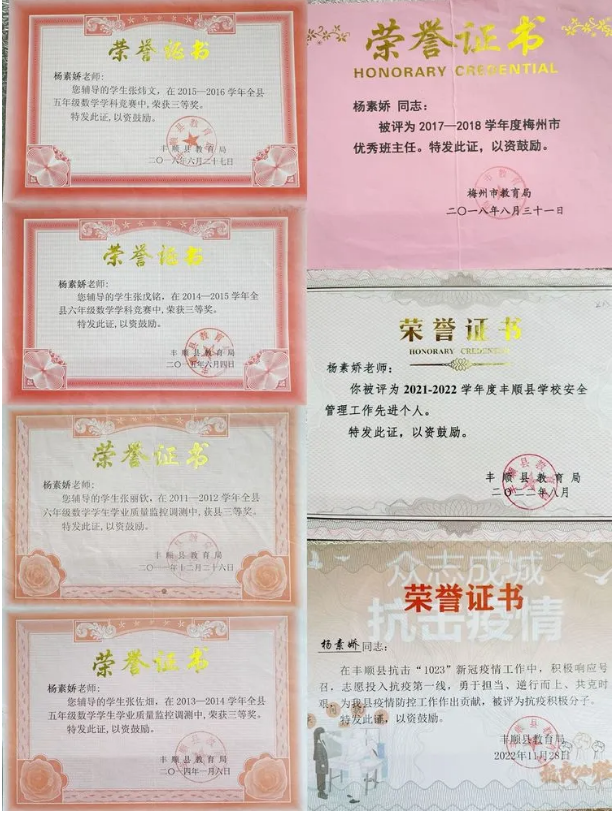 荣誉证书
杨素娇老师:
您辅导的学生张炜文,在2015—2016学年全县
五年级数学学科竞赛中,荣获三等奖。
特发此证,以资鼓励。
丰顺县教育局
二〇一六年六月二十七日
荣誉证书
杨素娇老师:
您辅导的学生张戊铭,在2014—2015学年全
县六年级数学学科竞赛中,荣获三等奖。
特发此证,以资鼓励。
丰顺县教育局
二〇一五年六月四日
荣誉证书
杨素娇老师:
您辅导的学生张丽钦,在2011—2012学年全县
六年级数学学生学业质量监控调测中,获县三等奖。
特发此证,以资鼓励。
丰顺县教育局
二〇一一年十二月二十六日
荣誉证书
杨素娇老师:
您辅导的学生张佐畑,在2013—2014学年全县
五年级数学学生学业质量监控调测中,荣获三等奖。
特发此证,以资鼓励。
丰顺县教育局
二〇一四年一月六日
荣誉证书
HONORARY CREDENTIAL
杨素娇 同志:
被评为2017—2018学年度梅州市
优秀班主任。特发此证,以资鼓励。
梅州市教育局
二〇一八年八月三十一日
荣誉证书
HONORARY CREDENTIAL
杨素娇老师:
你被评为2021-2022学年度丰顺县学校安全
管理工作先进个人。
特发此证,以资鼓励。
丰顺县教育局
二〇二二年八月
众志成城
抗击疫情
荣誉证书
杨素娇同志:
在丰顺县抗击“1023”新冠疫情工作中,积极响应号
召,志愿投入抗疫第一线,勇于担当、逆行而上、共克时
艰,为我县疫情防控工作作出贡献,被评为抗疫积极分子。
特发此证,以资鼓励。
丰顺县教育局
2022年11月28日